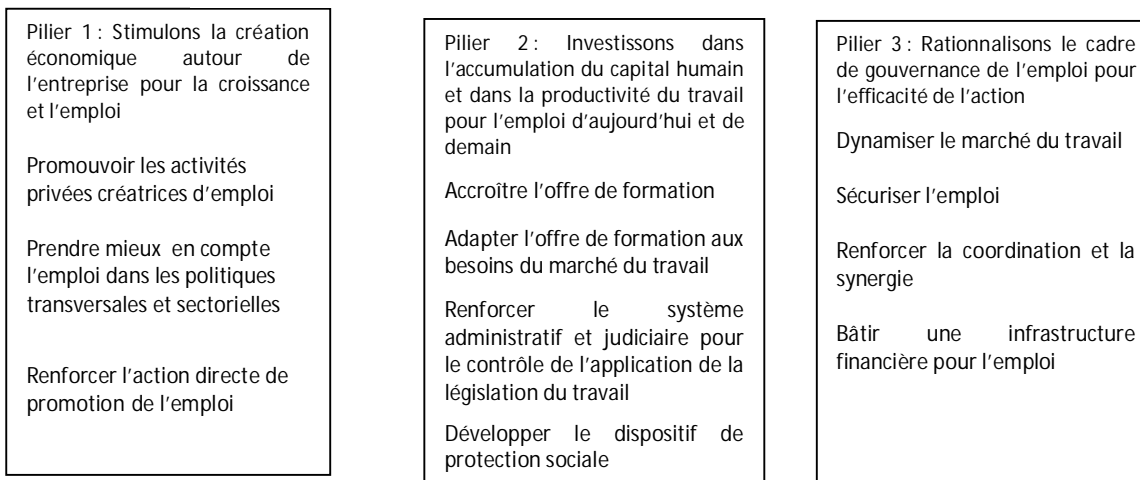 Pilier 1 : Stimulons la création
économique autour de
l'entreprise pour la croissance
et l'emploi
Promouvoir les activités
privées créatrices d'emploi
Prendre mieux en compte
l'emploi dans les politiques
transversales et sectorielles
Renforcer l'action directe de
promotion de l'emploi
Pilier 2 : Investissons dans
l'accumulation du capital humain
et dans la productivité du travail
pour l'emploi d'aujourd'hui et de
demain
Accroître l'offre de formation
Adapter l'offre de formation aux
besoins du marché du travail
Renforcer le système
administratif et judiciaire pour
le contrôle de l'application de la
législation du travail
Développer le dispositif de
protection sociale
Pilier 3 : Rationnalisons le cadre
de gouvernance de l'emploi pour
l'efficacité de l'action
Dynamiser le marché du travail
Sécuriser l'emploi
Renforcer la coordination et la
synergie
Bâtir une infrastructure
financière pour l'emploi